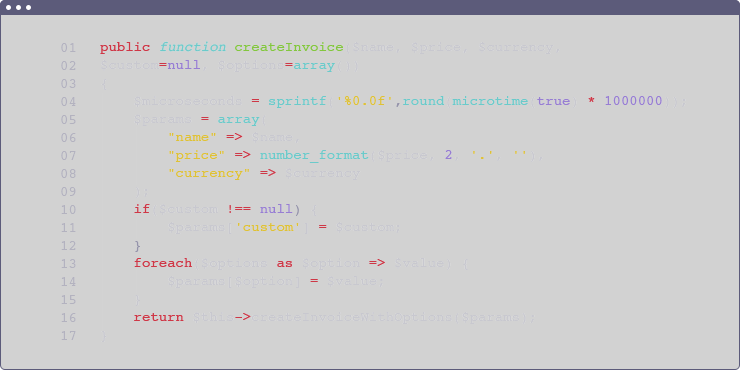 01 public function createInvoice($name, $price, $currency,
02 $custom=null, $options=array())
03 {
04 $microseconds = sprintf('%0.0f',round(microtime(true) * 1000000));
05 $params = array(
06 "name" => $name,
07 "price" => number_format($price, 2, '.', ''),
08 "currency" => $currency
09
10 if($custom !== null) {
11 $params['custom'] = $custom;
12 }
13 foreach($options as $option => $value) {
14 $params[$option] = $value;
15 }
16 return $this->createInvoiceWithOptions($params);
17 }